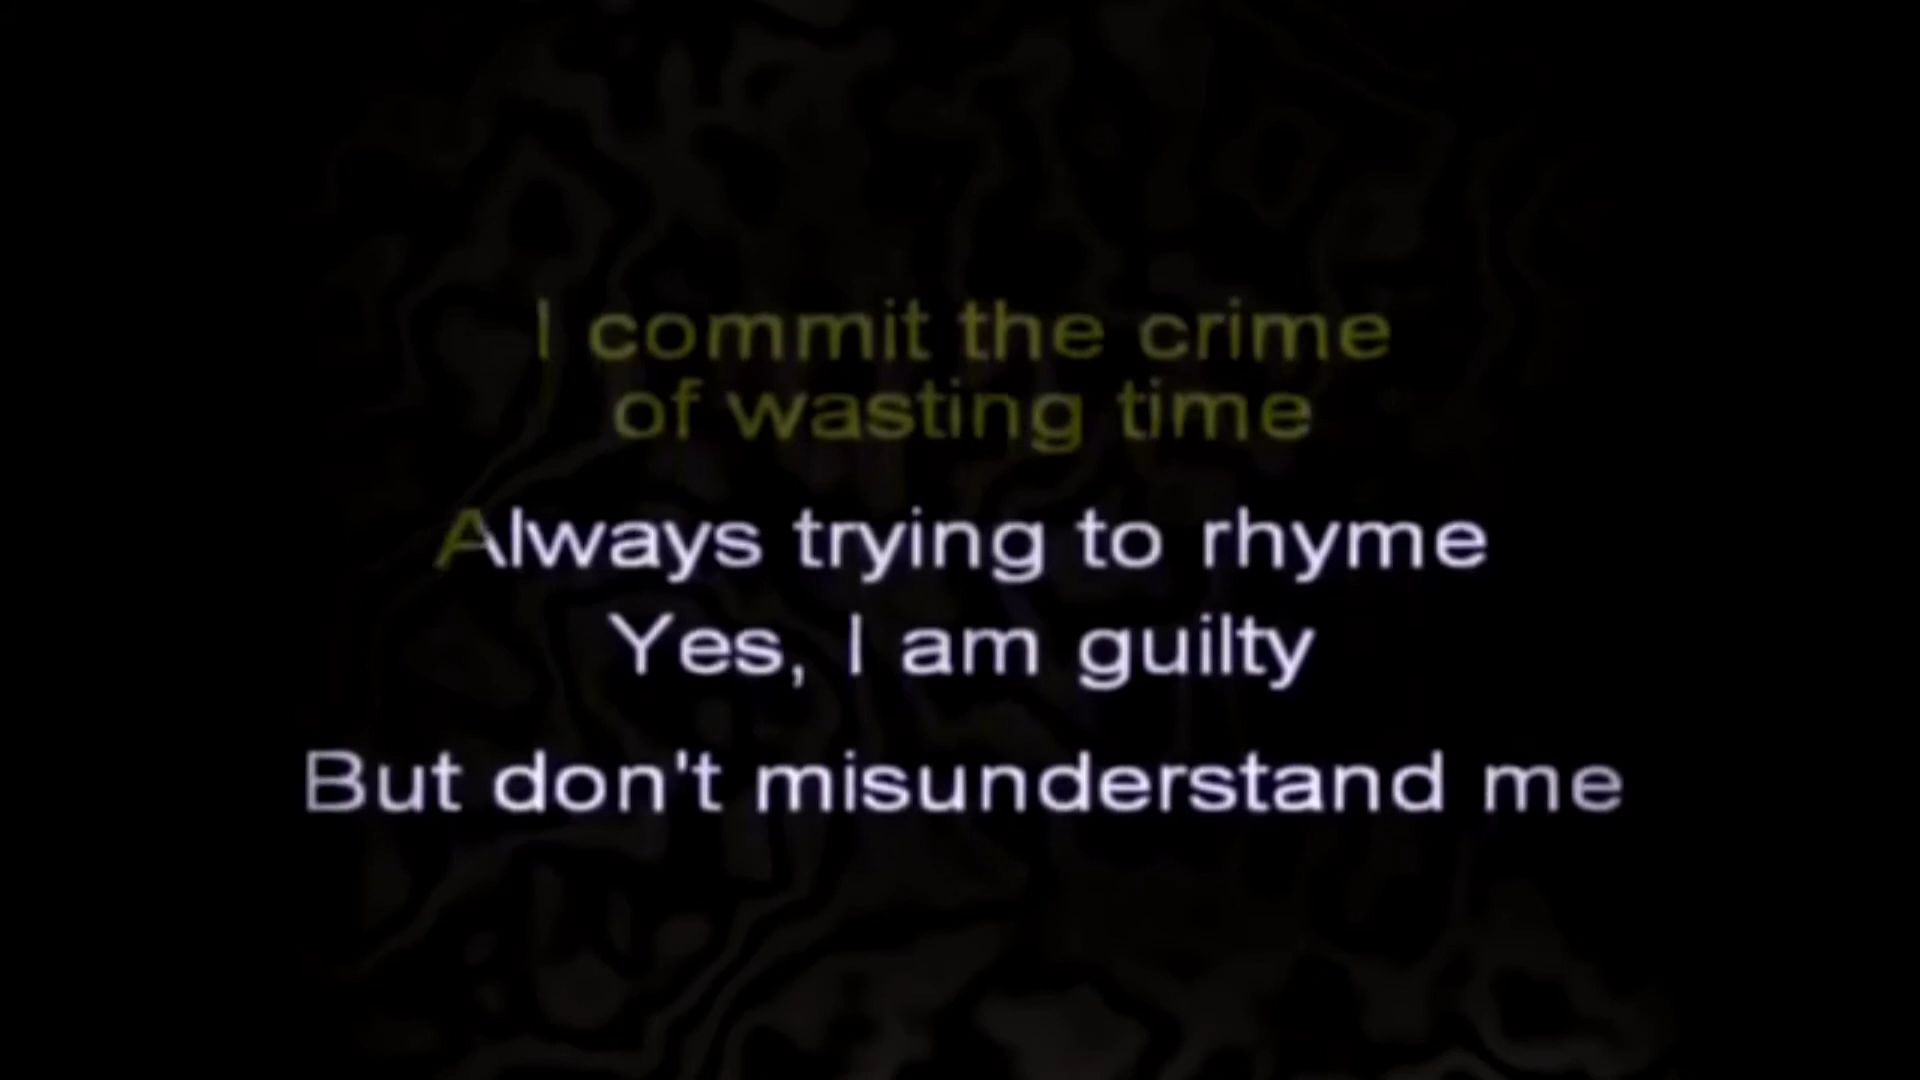 I commit the crime
of wasting time
Always trying to rhyme
Yes, I am guilty
But don't misunderstand me